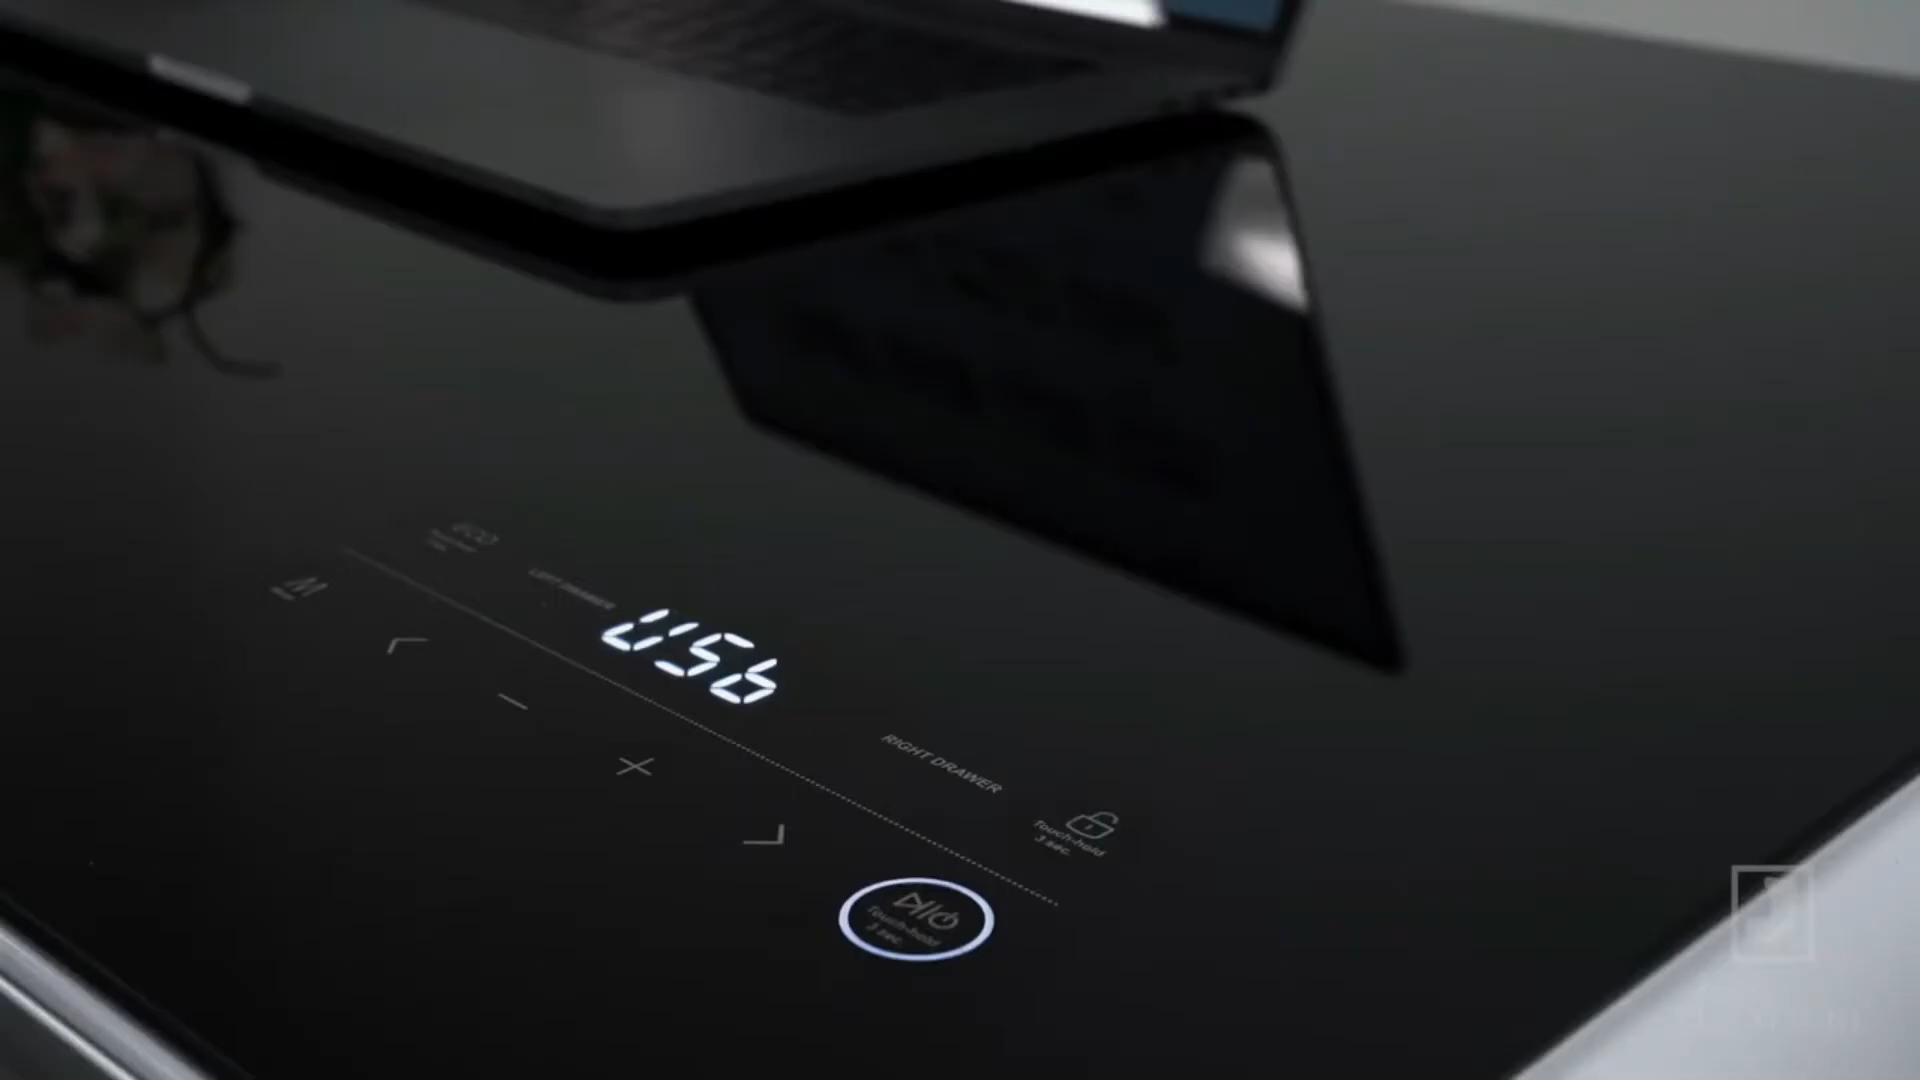 eco
LEFT DRAWER
M
USb
RIGHT DRAWER
Touch-hold
3 sec.
Touch-hold
3 sec.